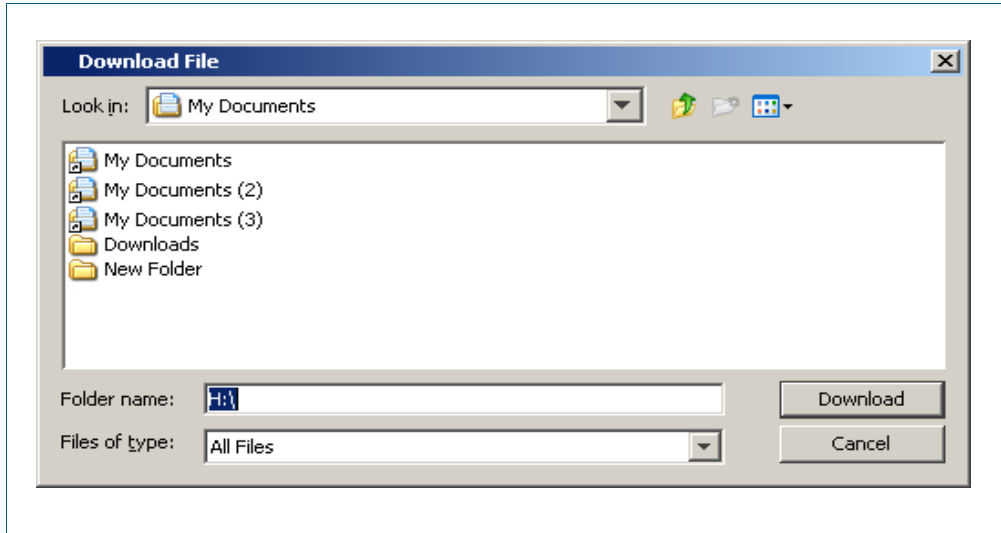 Download File
Look in: My Documents
My Documents
My Documents (2)
My Documents (3)
Downloads
New Folder
Folder name: H:\ Download
Files of type: All Files Cancel